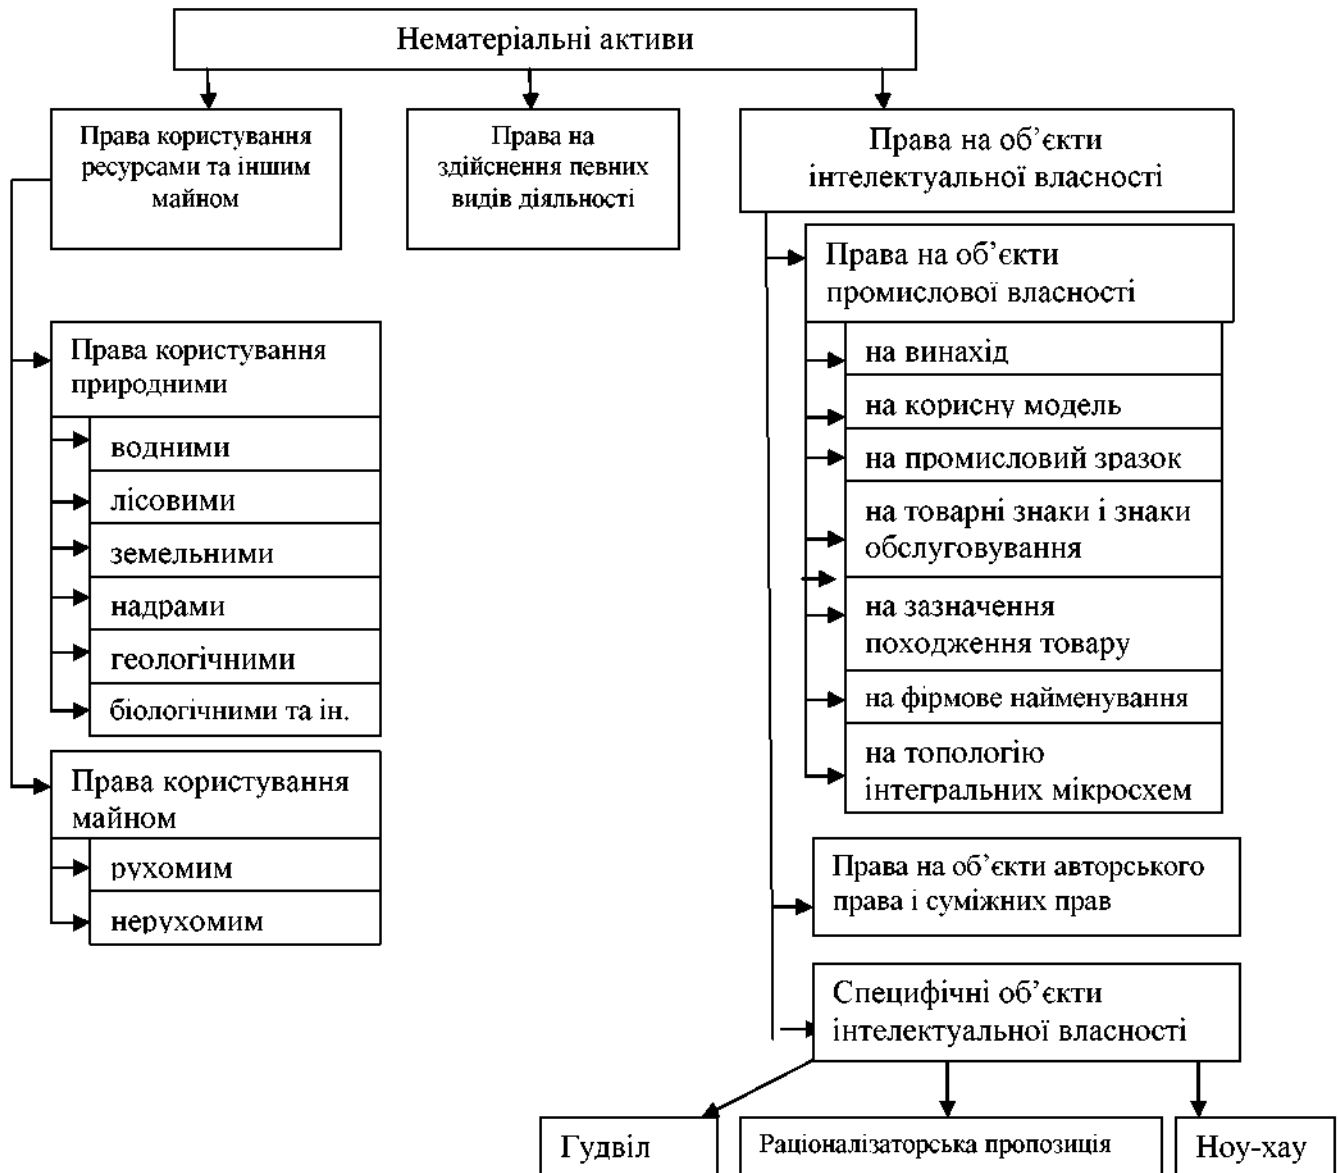 Нематеріальні активи
Права користування
ресурсами та іншим
майном
Права на
здійснення певних
видів діяльності
Права на об’єкти
інтелектуальної власності
Права на об’єкти
промислової власності
на винахід
на корисну модель
на промисловий зразок
на товарні знаки і знаки
обслуговування
на зазначення
походження товару
на фірмове найменування
на топологію
інтегральних мікросхем
Права користування
природними
водними
лісовими
земельними
надрами
геологічними
біологічними та ін.
Права користування
майном
рухомим
нерухомим
Права на об’єкти авторського
права і суміжних прав
Специфічні об’єкти
інтелектуальної власності
Гудвіл
Раціоналізаторська пропозиція
Ноу-хау